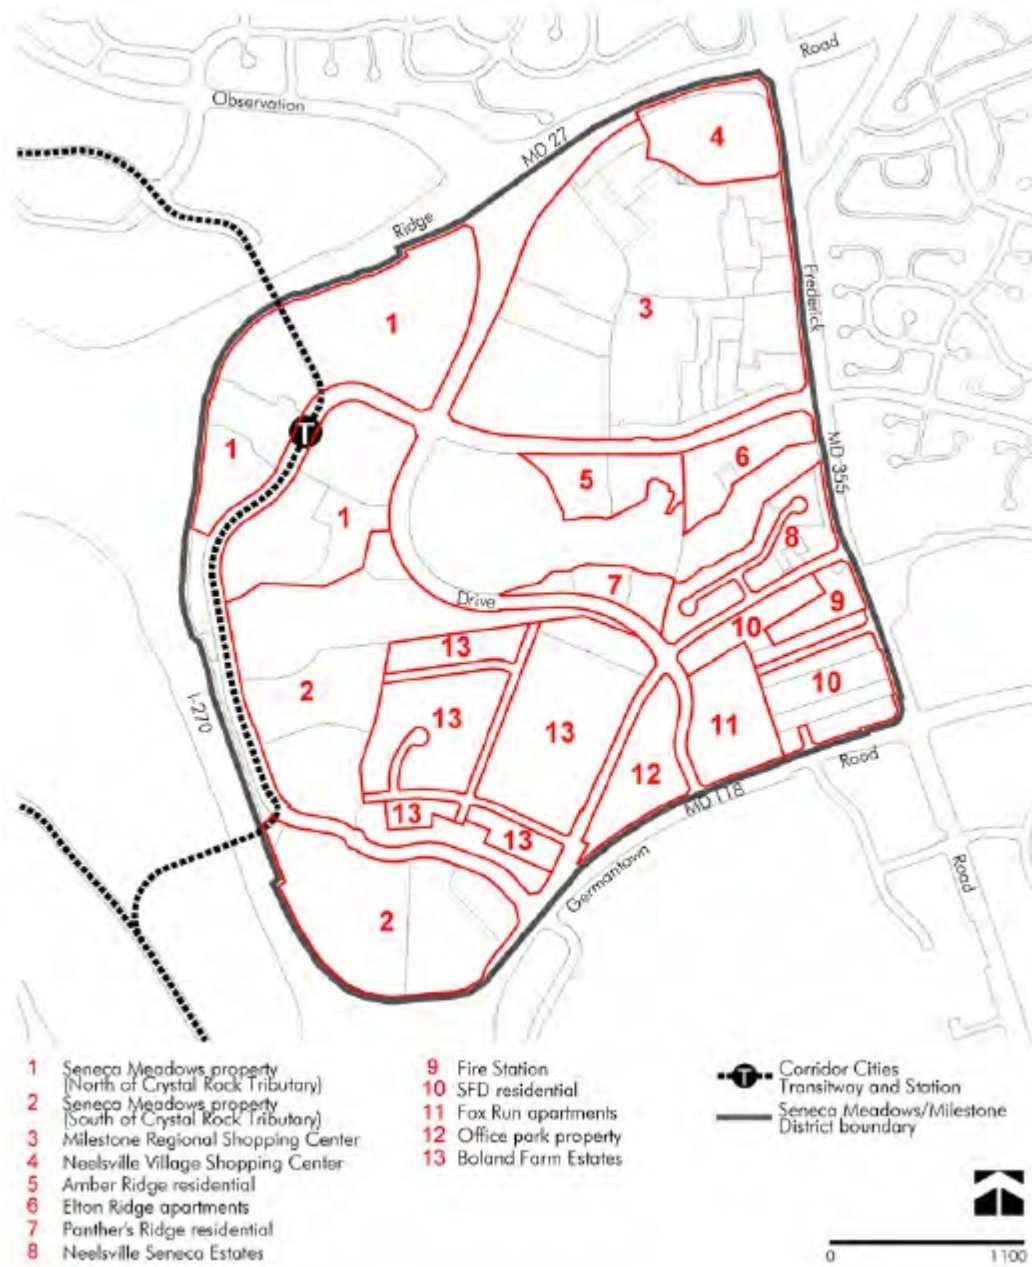 Road
Observation
MD 27
4
Ridge
3
1
Frederick
T
1
6
MD 355
5
1
8
7
Drive
9
10
13
2
10
13
13
11
I-270
12
Road
MD 118
13
13
Germantown
Road
2
1 Seneca Meadows property
(North of Crystal Rock Tributary)
2 Seneca Meadows property
(South of Crystal Rock Tributary)
3 Milestone Regional Shopping Center
4 Neelsville Village Shopping Center
5 Amber Ridge residential
6 Elton Ridge apartments
7 Panther's Ridge residential
8 Neelsville Seneca Estates
9 Fire Station
10 SFD residential
11 Fox Run apartments
12 Office park property
13 Boland Farm Estates
T Corridor Cities
Transitway and Station
Seneca Meadows/Milestone
District boundary
0 1100